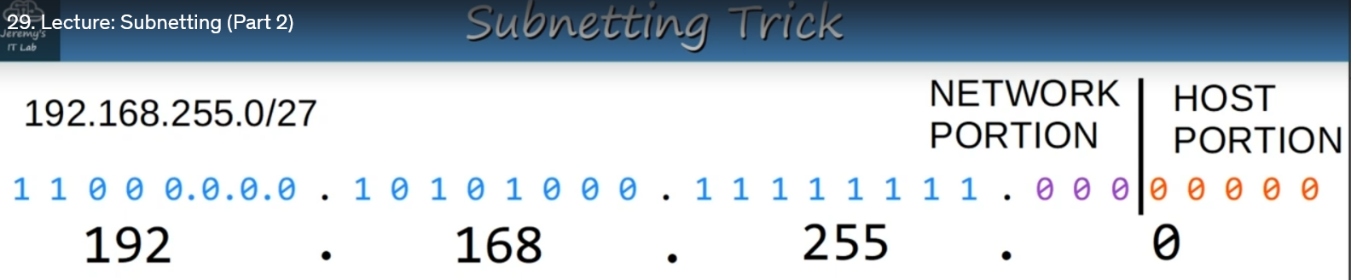 29. Lecture: Subnetting (Part 2)
Subnetting Trick
Jeremy's
IT Lab
192.168.255.0/27
NETWORK
PORTION
HOST
PORTION
1 1 0 0 0.0.0.0 . 1 0 1 0 1 0 0 0 . 1 1 1 1 1 1 1 1 . 0 0 0 0 0 0 0 0
192 . 168 . 255 . 0